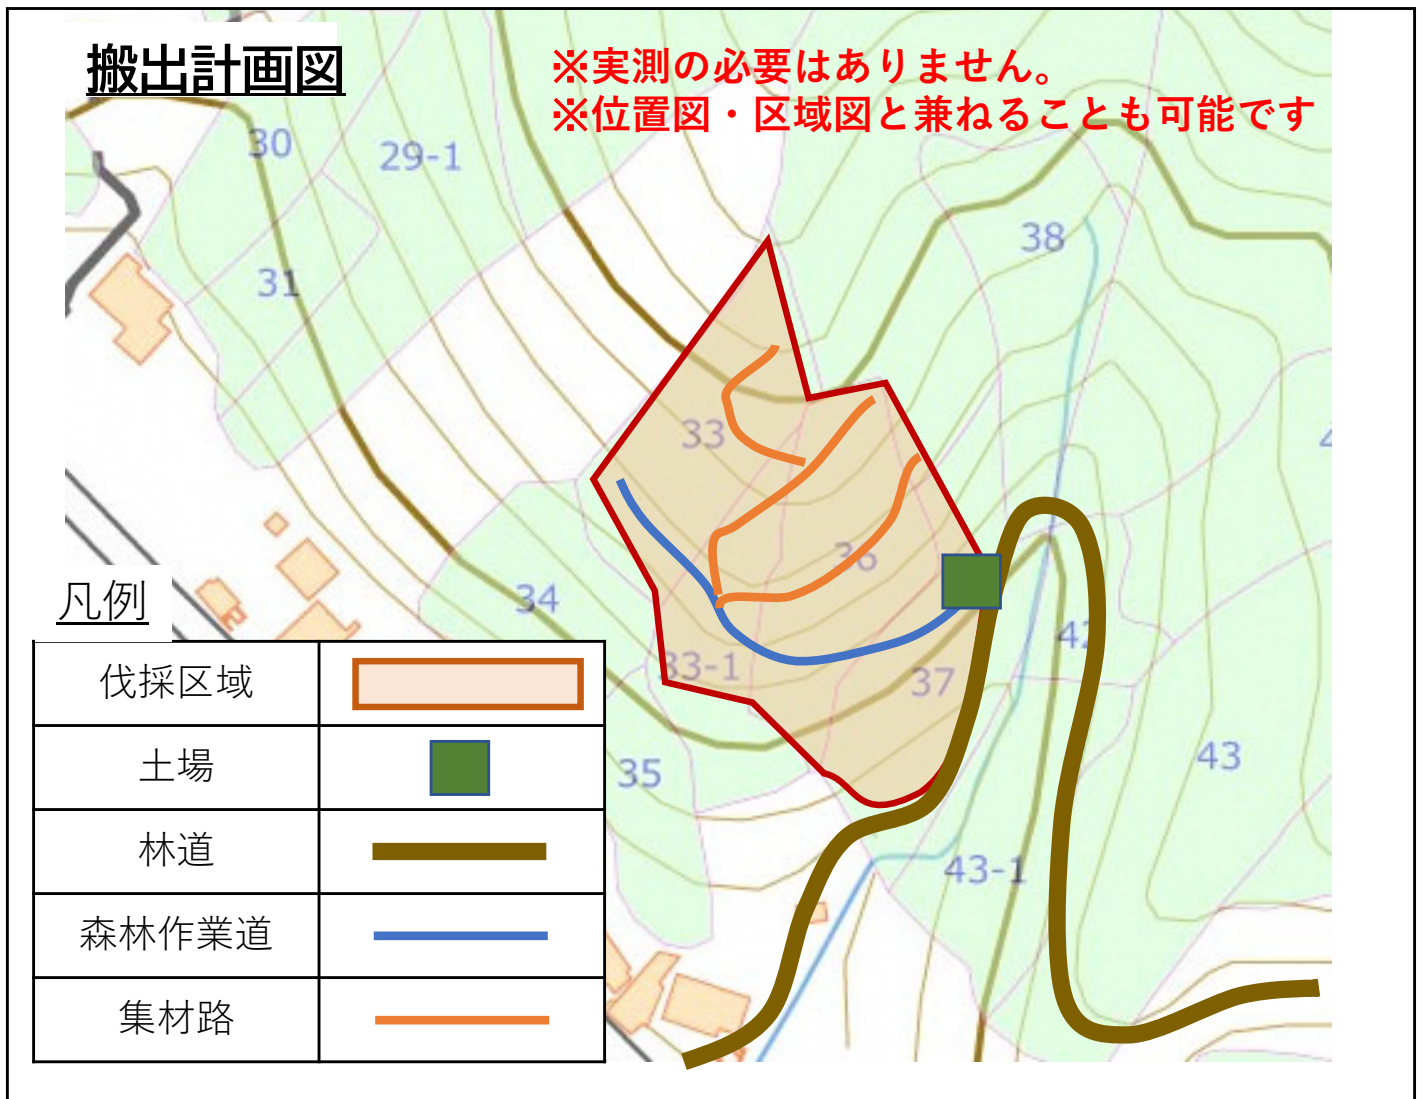 搬出計画図
※実測の必要はありません。
※位置図・区域図と兼ねることも可能です
30
29-1
38
31
33
36
34
33-1
37
42
35
43
43-1
凡例
伐採区域
土場
林道
森林作業道
集材路